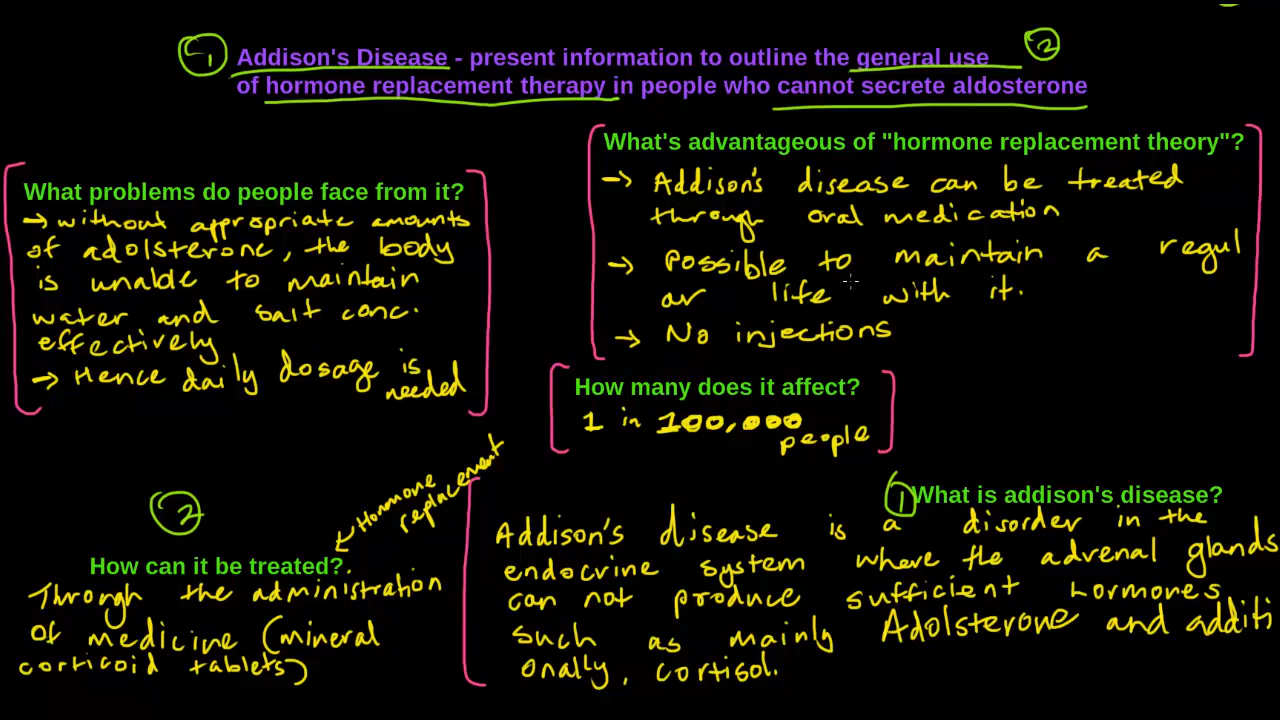 1 Addison's Disease - present information to outline the general use 2
of hormone replacement therapy in people who cannot secrete aldosterone
What problems do people face from it?
→ without appropriate amounts
of adolsterone, the body
is unable to maintain
water and salt conc.
effectively
→ Hence daily dosage is
needed
What's advantageous of "hormone replacement theory"?
→ Addison's disease can be treated
through oral medication
→ Possible to maintain a regul
ar life with it.
→ No injections
How many does it affect?
1 in 100,000
people
2
Hormone
replacement
How can it be treated?
Through the administration
of medicine (mineral
corticoid tablets)
1 What is addison's disease?
Addison's disease is a disorder in the
endocrine system where the adrenal glands
can not produce sufficient hormones
such as mainly Adolsterone and additi
onally, cortisol.